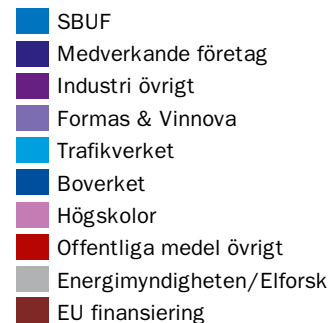 SBUF
Medverkande företag
Industri övrigt
Formas & Vinnova
Trafikverket
Boverket
Högskolor
Offentliga medel övrigt
Energimyndigheten/Elforsk
EU finansiering